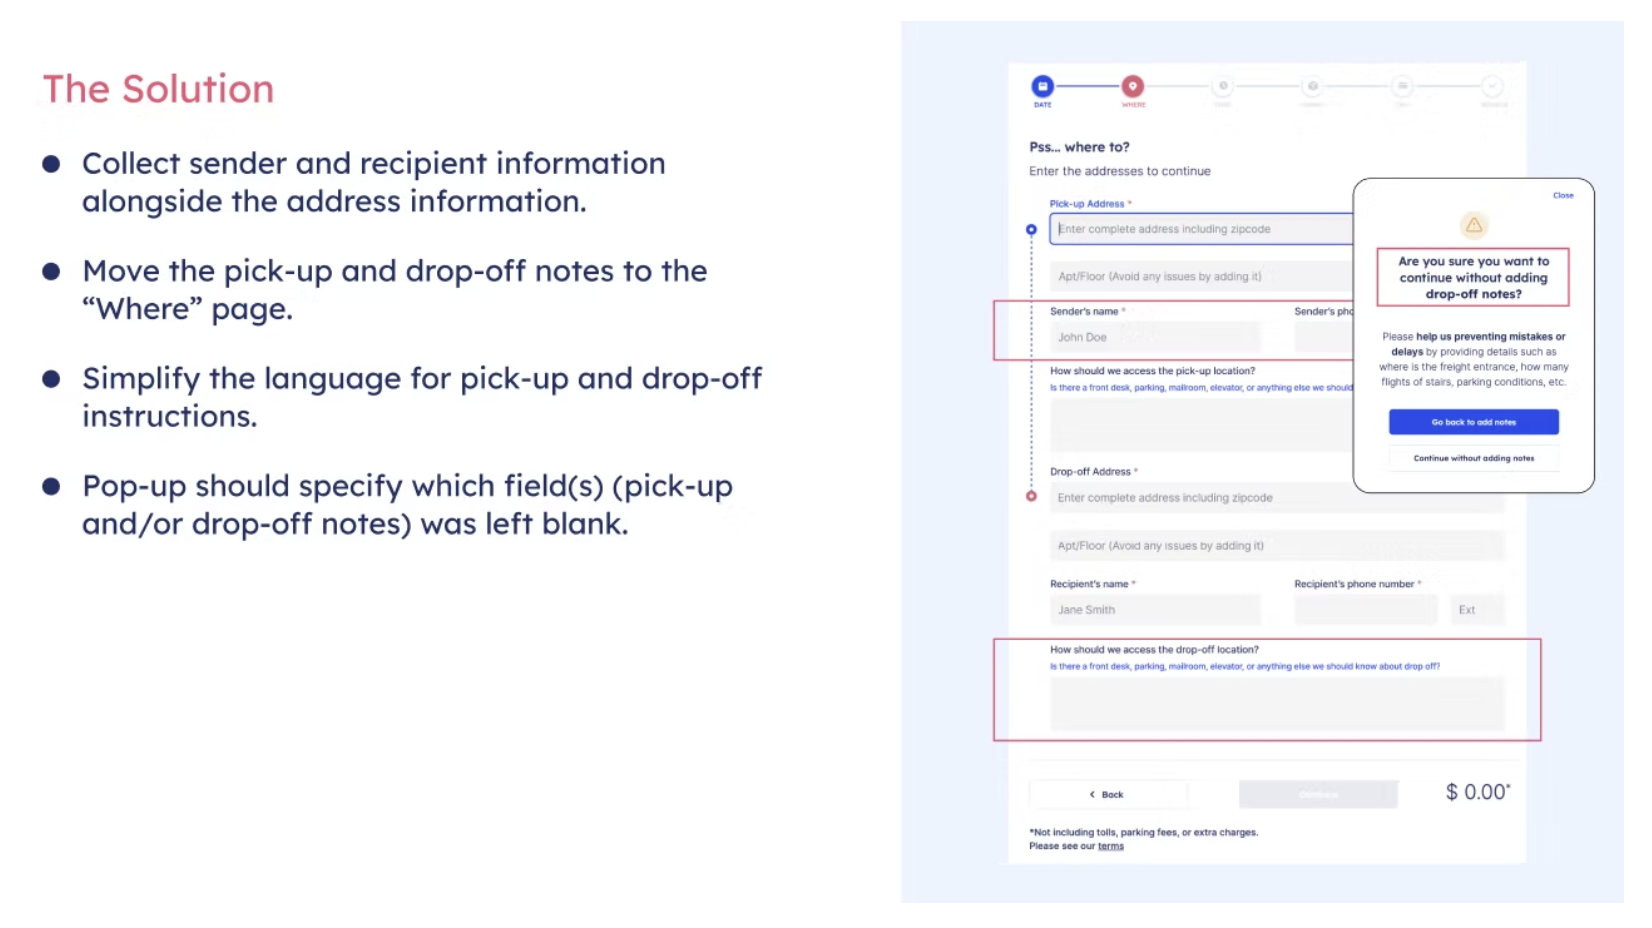 The Solution
Collect sender and recipient information
alongside the address information.
Move the pick-up and drop-off notes to the
“Where” page.
Simplify the language for pick-up and drop-off
instructions.
Pop-up should specify which field(s) (pick-up
and/or drop-off notes) was left blank.
DATE
WHERE
Pss... where to?
Enter the addresses to continue
Pick-up Address *
Enter complete address including zipcode
Apt/Floor (Avoid any issues by adding it)
Sender's name *
Sender's pho
John Doe
How should we access the pick-up location?
Is there a front desk, parking, mailroom, elevator, or anything else we should
Drop-off Address *
Enter complete address including zipcode
Apt/Floor (Avoid any issues by adding it)
Recipient's name *
Recipient's phone number *
Jane Smith
Ext
How should we access the drop-off location?
Is there a front desk, parking, mailroom, elevator, or anything else we should know about drop off?
Back
Continue
$ 0.00*
*Not including tolls, parking fees, or extra charges.
Please see our terms
Close
Are you sure you want to
continue without adding
drop-off notes?
Please help us preventing mistakes or
delays by providing details such as
where is the freight entrance, how many
flights of stairs, parking conditions, etc.
Go back to add notes
Continue without adding notes